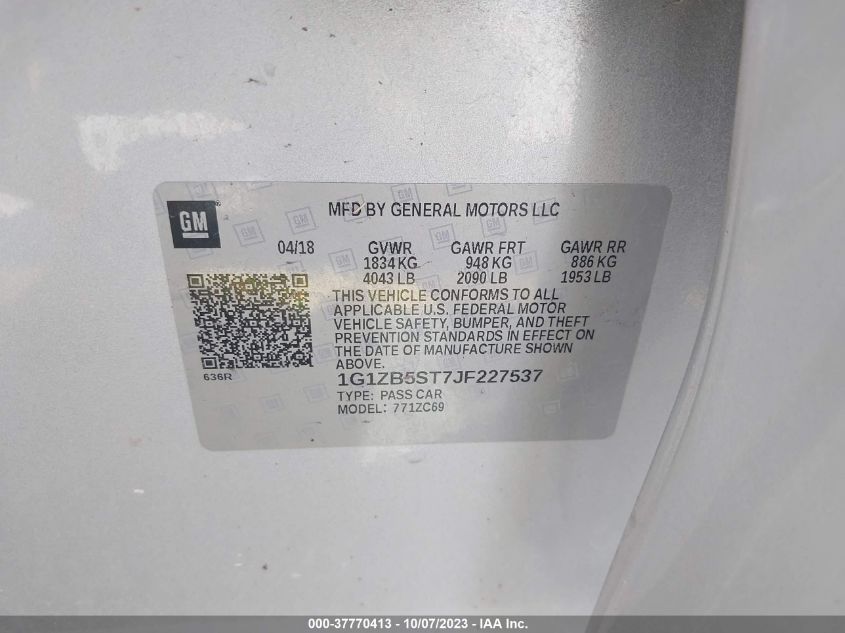 GM
MFD BY GENERAL MOTORS LLC
04/18 GVWR GAWR FRT GAWR RR
1834 KG 948 KG 886 KG
4043 LB 2090 LB 1953 LB
THIS VEHICLE CONFORMS TO ALL
APPLICABLE U.S. FEDERAL MOTOR
VEHICLE SAFETY, BUMPER, AND THEFT
PREVENTION STANDARDS IN EFFECT ON
THE DATE OF MANUFACTURE SHOWN
ABOVE.
636R
1G1ZB5ST7JF227537
TYPE: PASS CAR
MODEL: 771ZC69
000-37770413 - 10/07/2023 - IAA Inc.